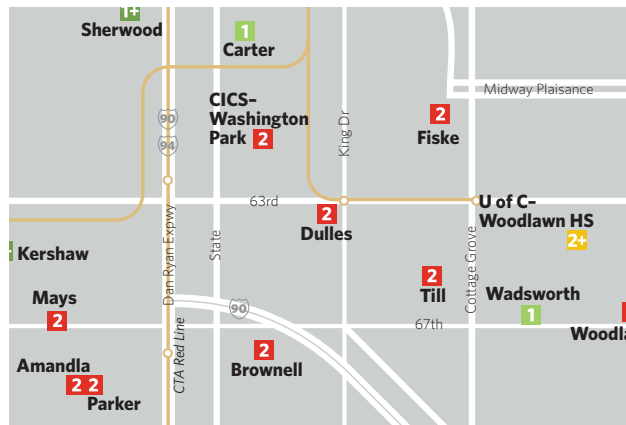 1+
Sherwood
1
Carter
Midway Plaisance
CICS–
Washington
Park 2
90
94
King Dr
2
Fiske
63rd
U of C–
Woodlawn HS
2+
2
Dulles
Kershaw
Dan Ryan Expwy
State
Cottage Grove
2
Till
Mays
2
90
Wadsworth
1
67th
CTA Red Line
2
Brownell
Amandla
2 2
Parker